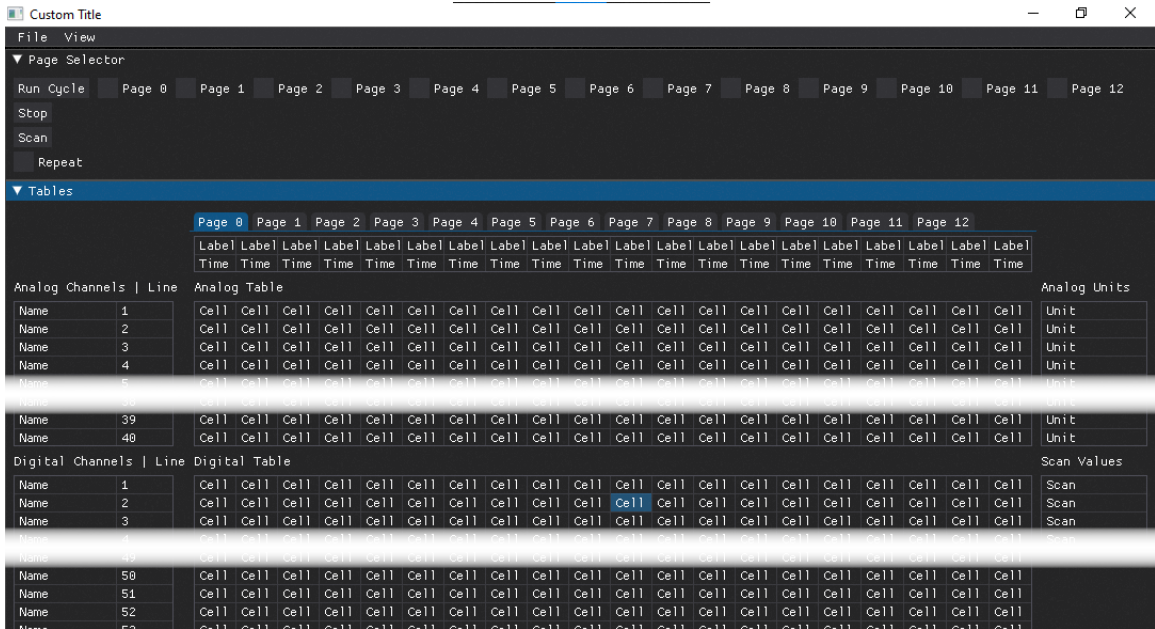 Custom Title
File View
Page Selector
Run Cycle Page 0 Page 1 Page 2 Page 3 Page 4 Page 5 Page 6 Page 7 Page 8 Page 9 Page 10 Page 11 Page 12
Stop
Scan
Repeat
Tables
Page 0 Page 1 Page 2 Page 3 Page 4 Page 5 Page 6 Page 7 Page 8 Page 9 Page 10 Page 11 Page 12
Label Label Label Label Label Label Label Label Label Label Label Label Label Label Label Label Label Label Label Label
Time Time Time Time Time Time Time Time Time Time Time Time Time Time Time Time Time Time Time Time
Analog Channels | Line Analog Table Analog Units
Name 1 Cell Cell Cell Cell Cell Cell Cell Cell Cell Cell Cell Cell Cell Cell Cell Cell Cell Cell Cell Cell Unit
Name 2 Cell Cell Cell Cell Cell Cell Cell Cell Cell Cell Cell Cell Cell Cell Cell Cell Cell Cell Cell Cell Unit
Name 3 Cell Cell Cell Cell Cell Cell Cell Cell Cell Cell Cell Cell Cell Cell Cell Cell Cell Cell Cell Cell Unit
Name 4 Cell Cell Cell Cell Cell Cell Cell Cell Cell Cell Cell Cell Cell Cell Cell Cell Cell Cell Cell Cell Unit
Name 39 Cell Cell Cell Cell Cell Cell Cell Cell Cell Cell Cell Cell Cell Cell Cell Cell Cell Cell Cell Cell Unit
Name 40 Cell Cell Cell Cell Cell Cell Cell Cell Cell Cell Cell Cell Cell Cell Cell Cell Cell Cell Cell Cell Unit
Digital Channels | Line Digital Table Scan Values
Name 1 Cell Cell Cell Cell Cell Cell Cell Cell Cell Cell Cell Cell Cell Cell Cell Cell Cell Cell Cell Cell Scan
Name 2 Cell Cell Cell Cell Cell Cell Cell Cell Cell Cell Cell Cell Cell Cell Cell Cell Cell Cell Cell Cell Scan
Name 3 Cell Cell Cell Cell Cell Cell Cell Cell Cell Cell Cell Cell Cell Cell Cell Cell Cell Cell Cell Cell Scan
Name 50 Cell Cell Cell Cell Cell Cell Cell Cell Cell Cell Cell Cell Cell Cell Cell Cell Cell Cell Cell Cell
Name 51 Cell Cell Cell Cell Cell Cell Cell Cell Cell Cell Cell Cell Cell Cell Cell Cell Cell Cell Cell Cell
Name 52 Cell Cell Cell Cell Cell Cell Cell Cell Cell Cell Cell Cell Cell Cell Cell Cell Cell Cell Cell Cell